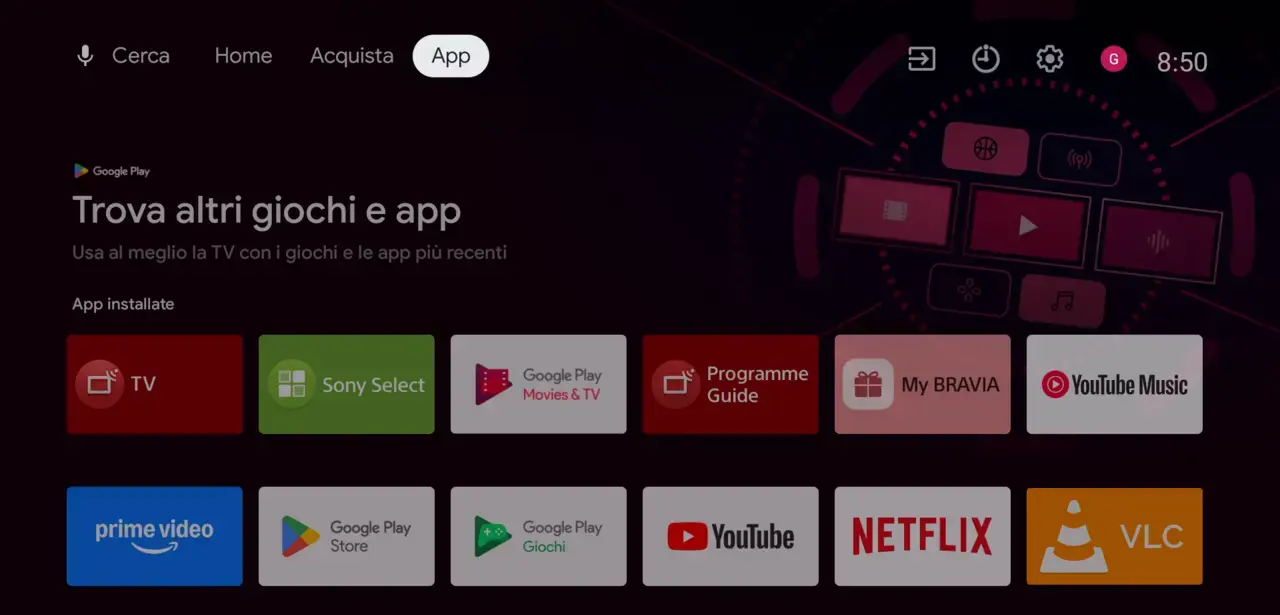 Cerca Home Acquista App G 8:50
Google Play
Trova altri giochi e app
Usa al meglio la TV con i giochi e le app più recenti
App installate
TV
Sony Select
Google Play
Movies & TV
Programme
Guide
My BRAVIA
YouTube Music
prime video
Google Play
Store
Google Play
Giochi
YouTube
NETFLIX
VLC